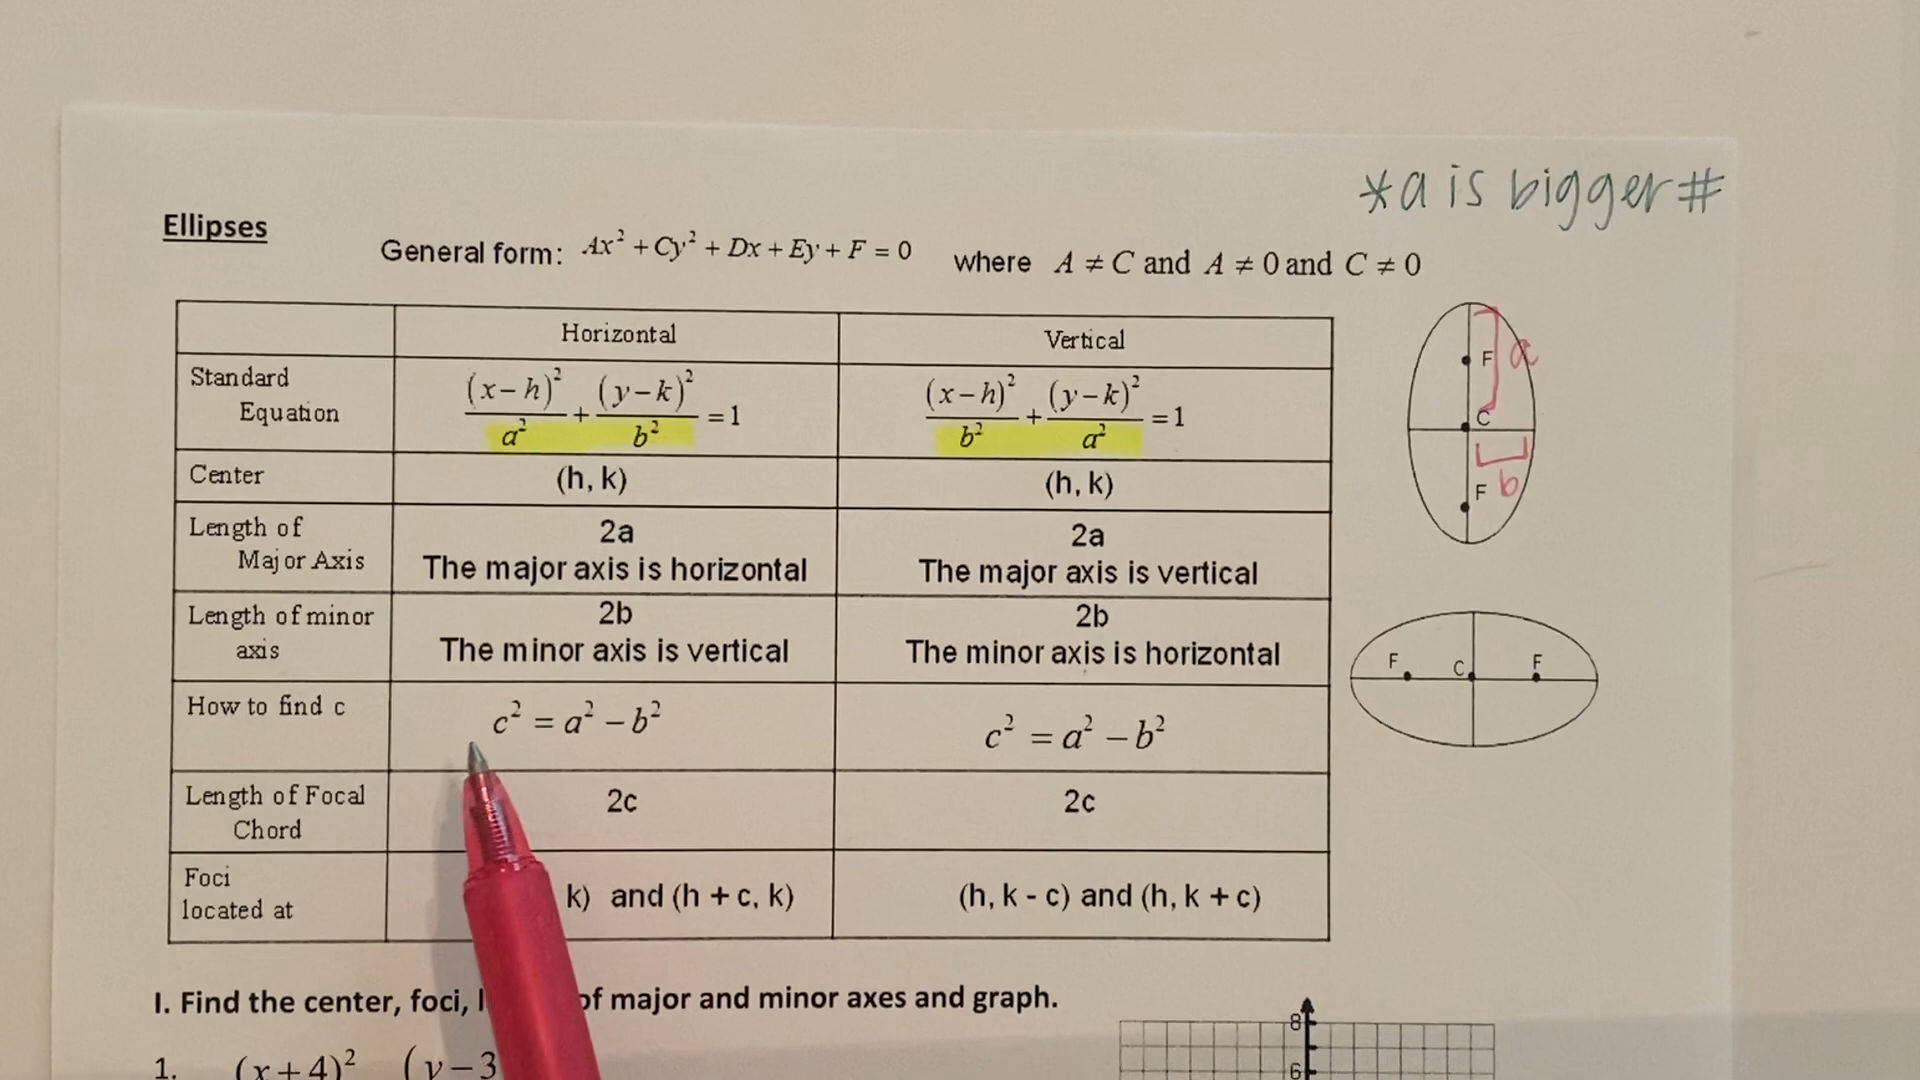 *a is bigger #
Ellipses
General form: Ax² + Cy² + Dx + Ey + F = 0 where A ≠ C and A ≠ 0 and C ≠ 0
Horizontal
Vertical
Standard
Equation
(x-h)²/a² + (y-k)²/b² = 1
(x-h)²/b² + (y-k)²/a² = 1
Center
(h, k)
(h, k)
Length of
Major Axis
2a
The major axis is horizontal
2a
The major axis is vertical
Length of minor
axis
2b
The minor axis is vertical
2b
The minor axis is horizontal
How to find c
c² = a² - b²
c² = a² - b²
Length of Focal
Chord
2c
2c
Foci
located at
k) and (h + c, k)
(h, k - c) and (h, k + c)
F
a
C
b
F
F
C
F
I. Find the center, foci, of major and minor axes and graph.
1. (x+4)² (y-3
8
6